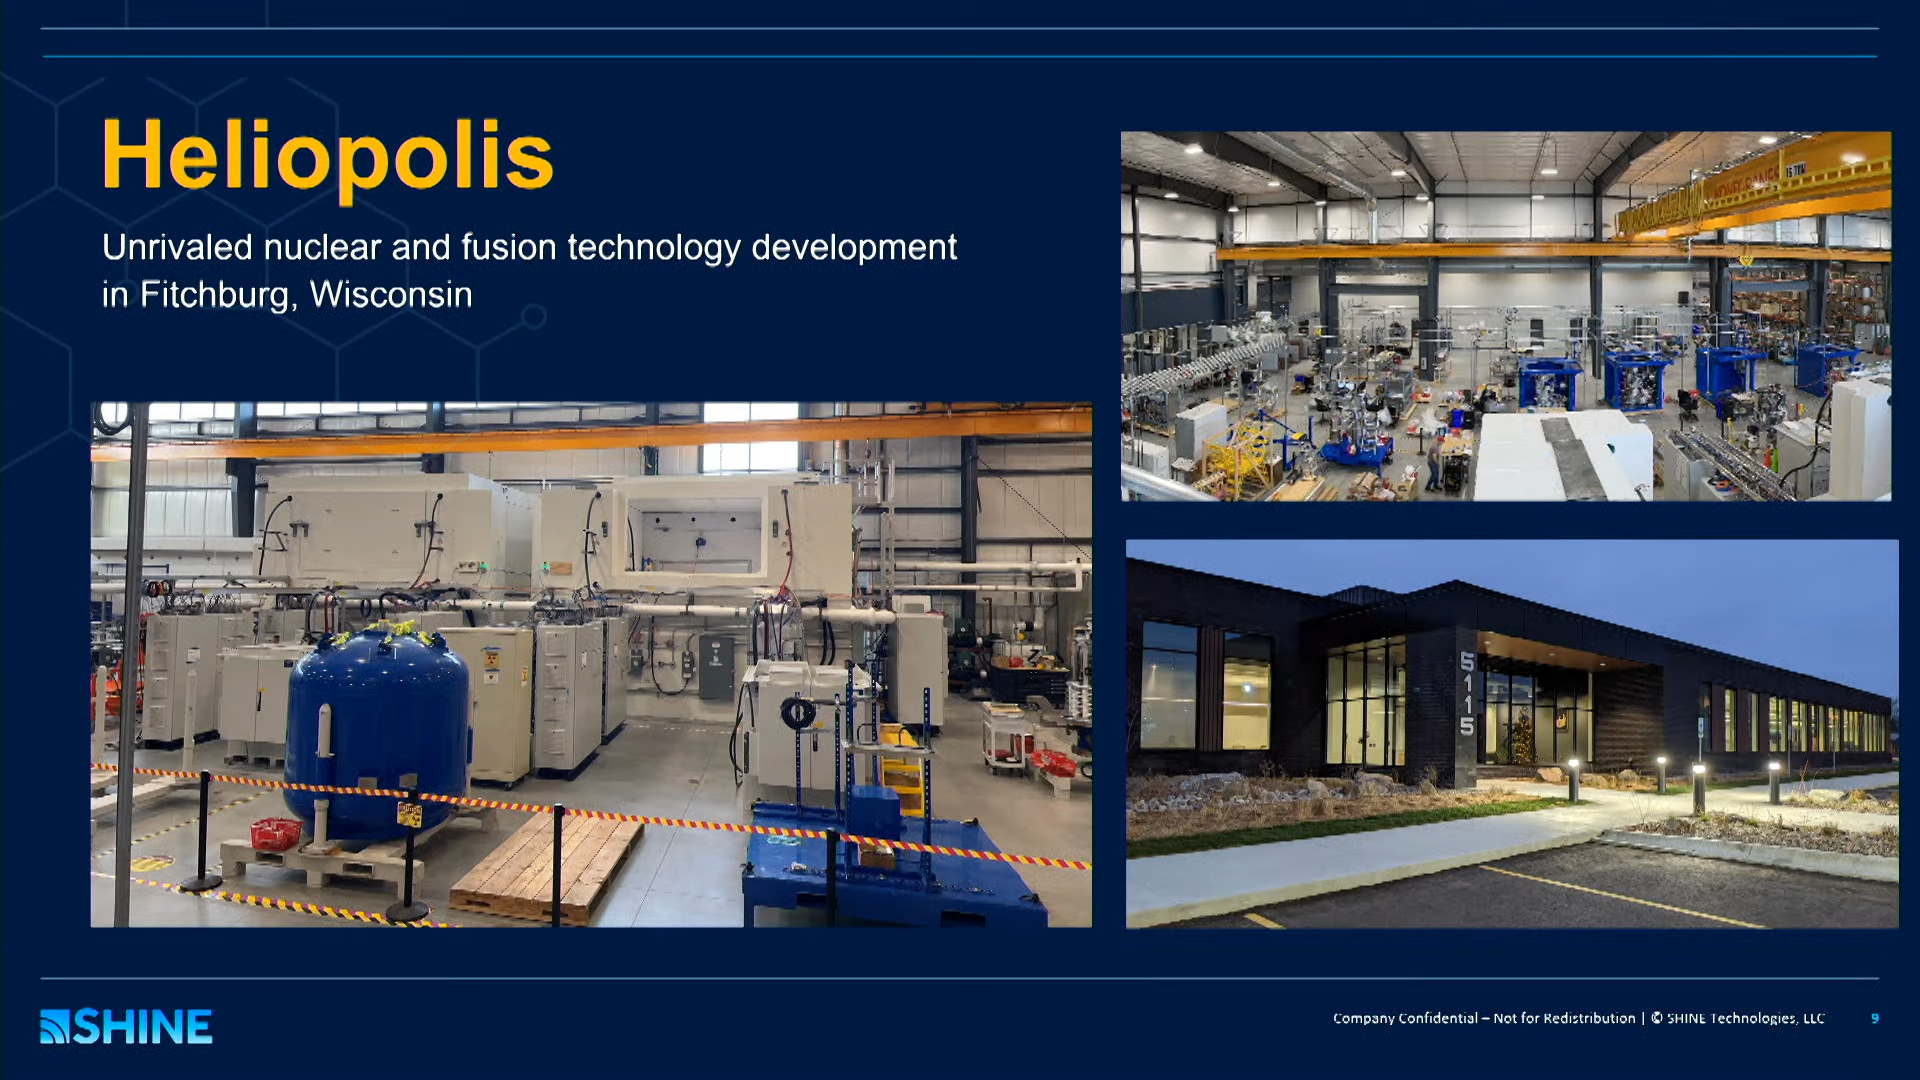 Heliopolis
Unrivaled nuclear and fusion technology development
in Fitchburg, Wisconsin
5115
SHINE
Company Confidential – Not for Redistribution | © SHINE Technologies, LLC
9